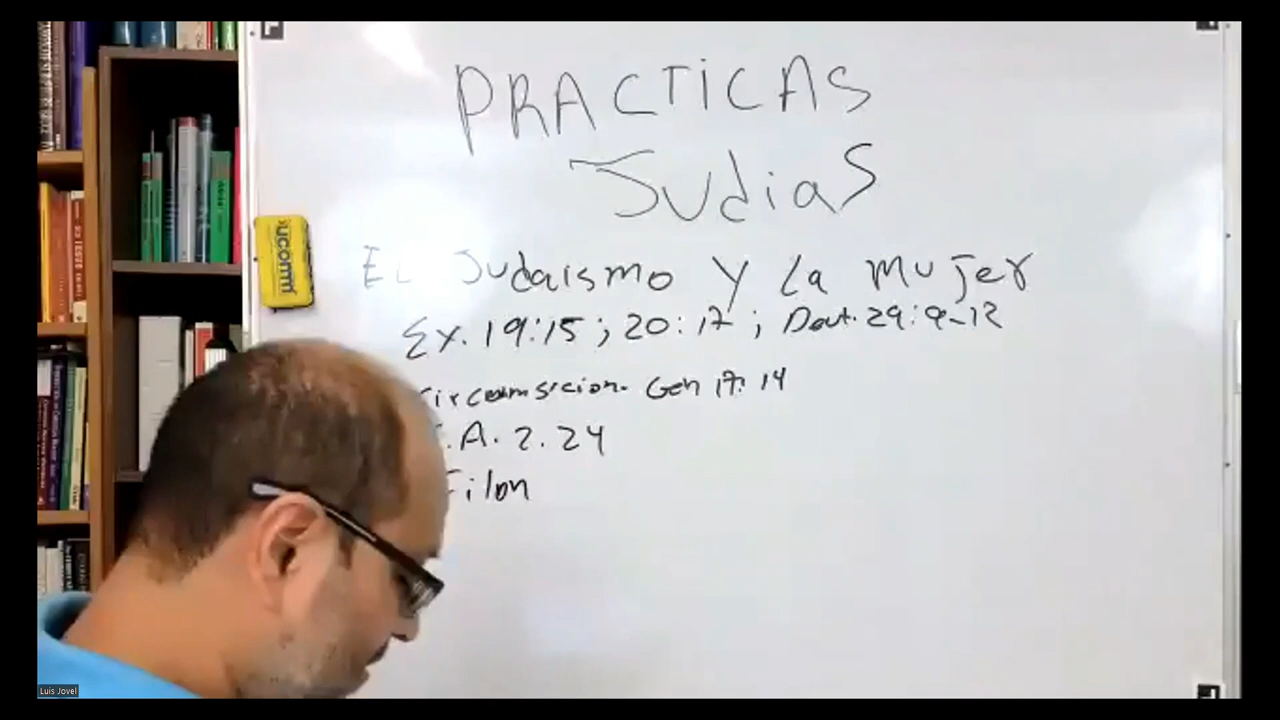 PRACTICAS
Judias
El Judaismo y la mujer
Ex. 19:15; 20:17; Deut. 29:9-12
Gen 17:14
.A. 2.24
Filon
Luis Jovel